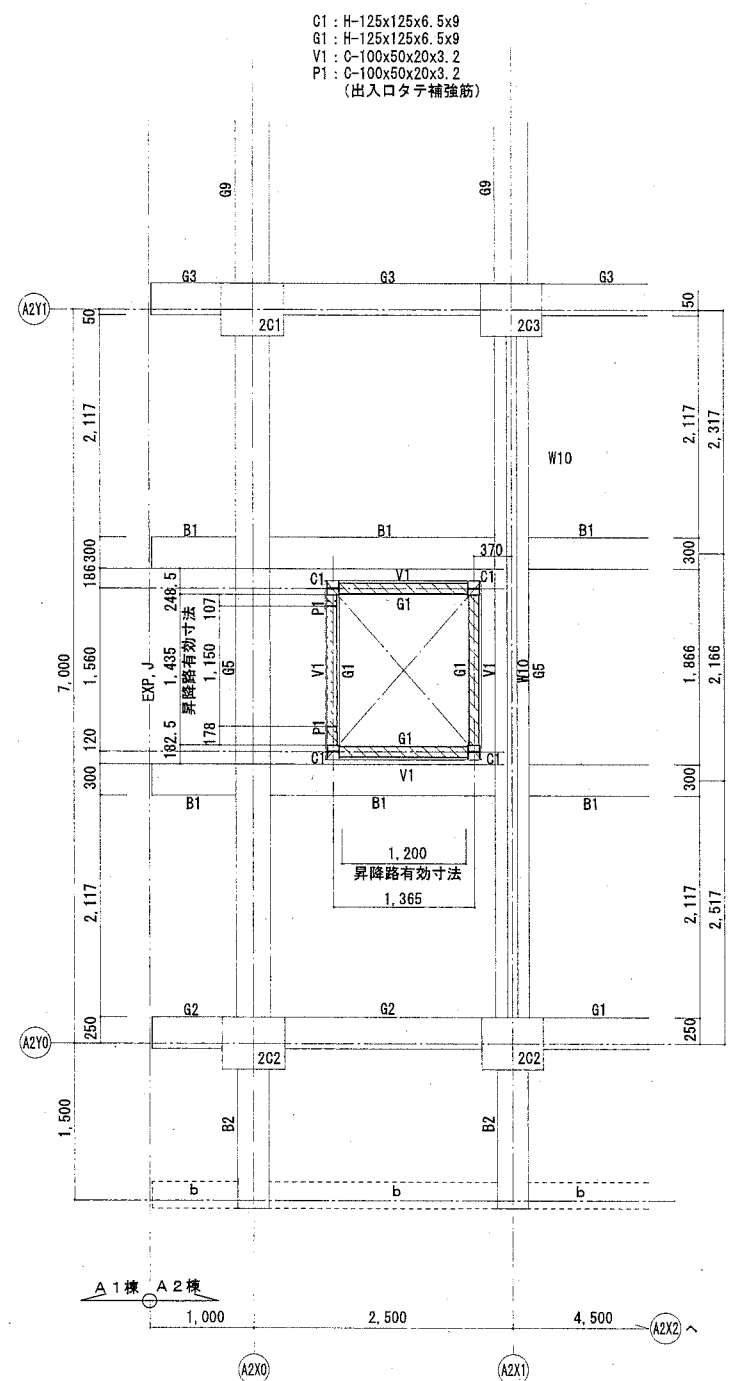 C1 : H-125x125x6.5x9
G1 : H-125x125x6.5x9
V1 : C-100x50x20x3.2
P1 : C-100x50x20x3.2
(出入口タテ補強筋)
G9
G9
G3
G3
G3
A2Y1
50
50
2C1
2C3
2,117
2,117
2,317
W10
B1
B1
B1
300
300
370
186
C1
V1
C1
248.5
107
P1
G1
7,000
EXP.J
1,560
昇降路有効寸法
1,435
1,150
G5
V1
G1
G1
V1
W10
G5
1,866
2,166
P1
G1
120
182.5
178
C1
C1
V1
300
300
B1
B1
B1
1,200
昇降路有効寸法
1,365
2,117
2,117
2,517
G2
G2
G1
250
250
A2Y0
2C2
2C2
1,500
B2
B2
b
b
b
A1棟
A2棟
1,000
2,500
4,500
A2X2
へ
A2X0
A2X1